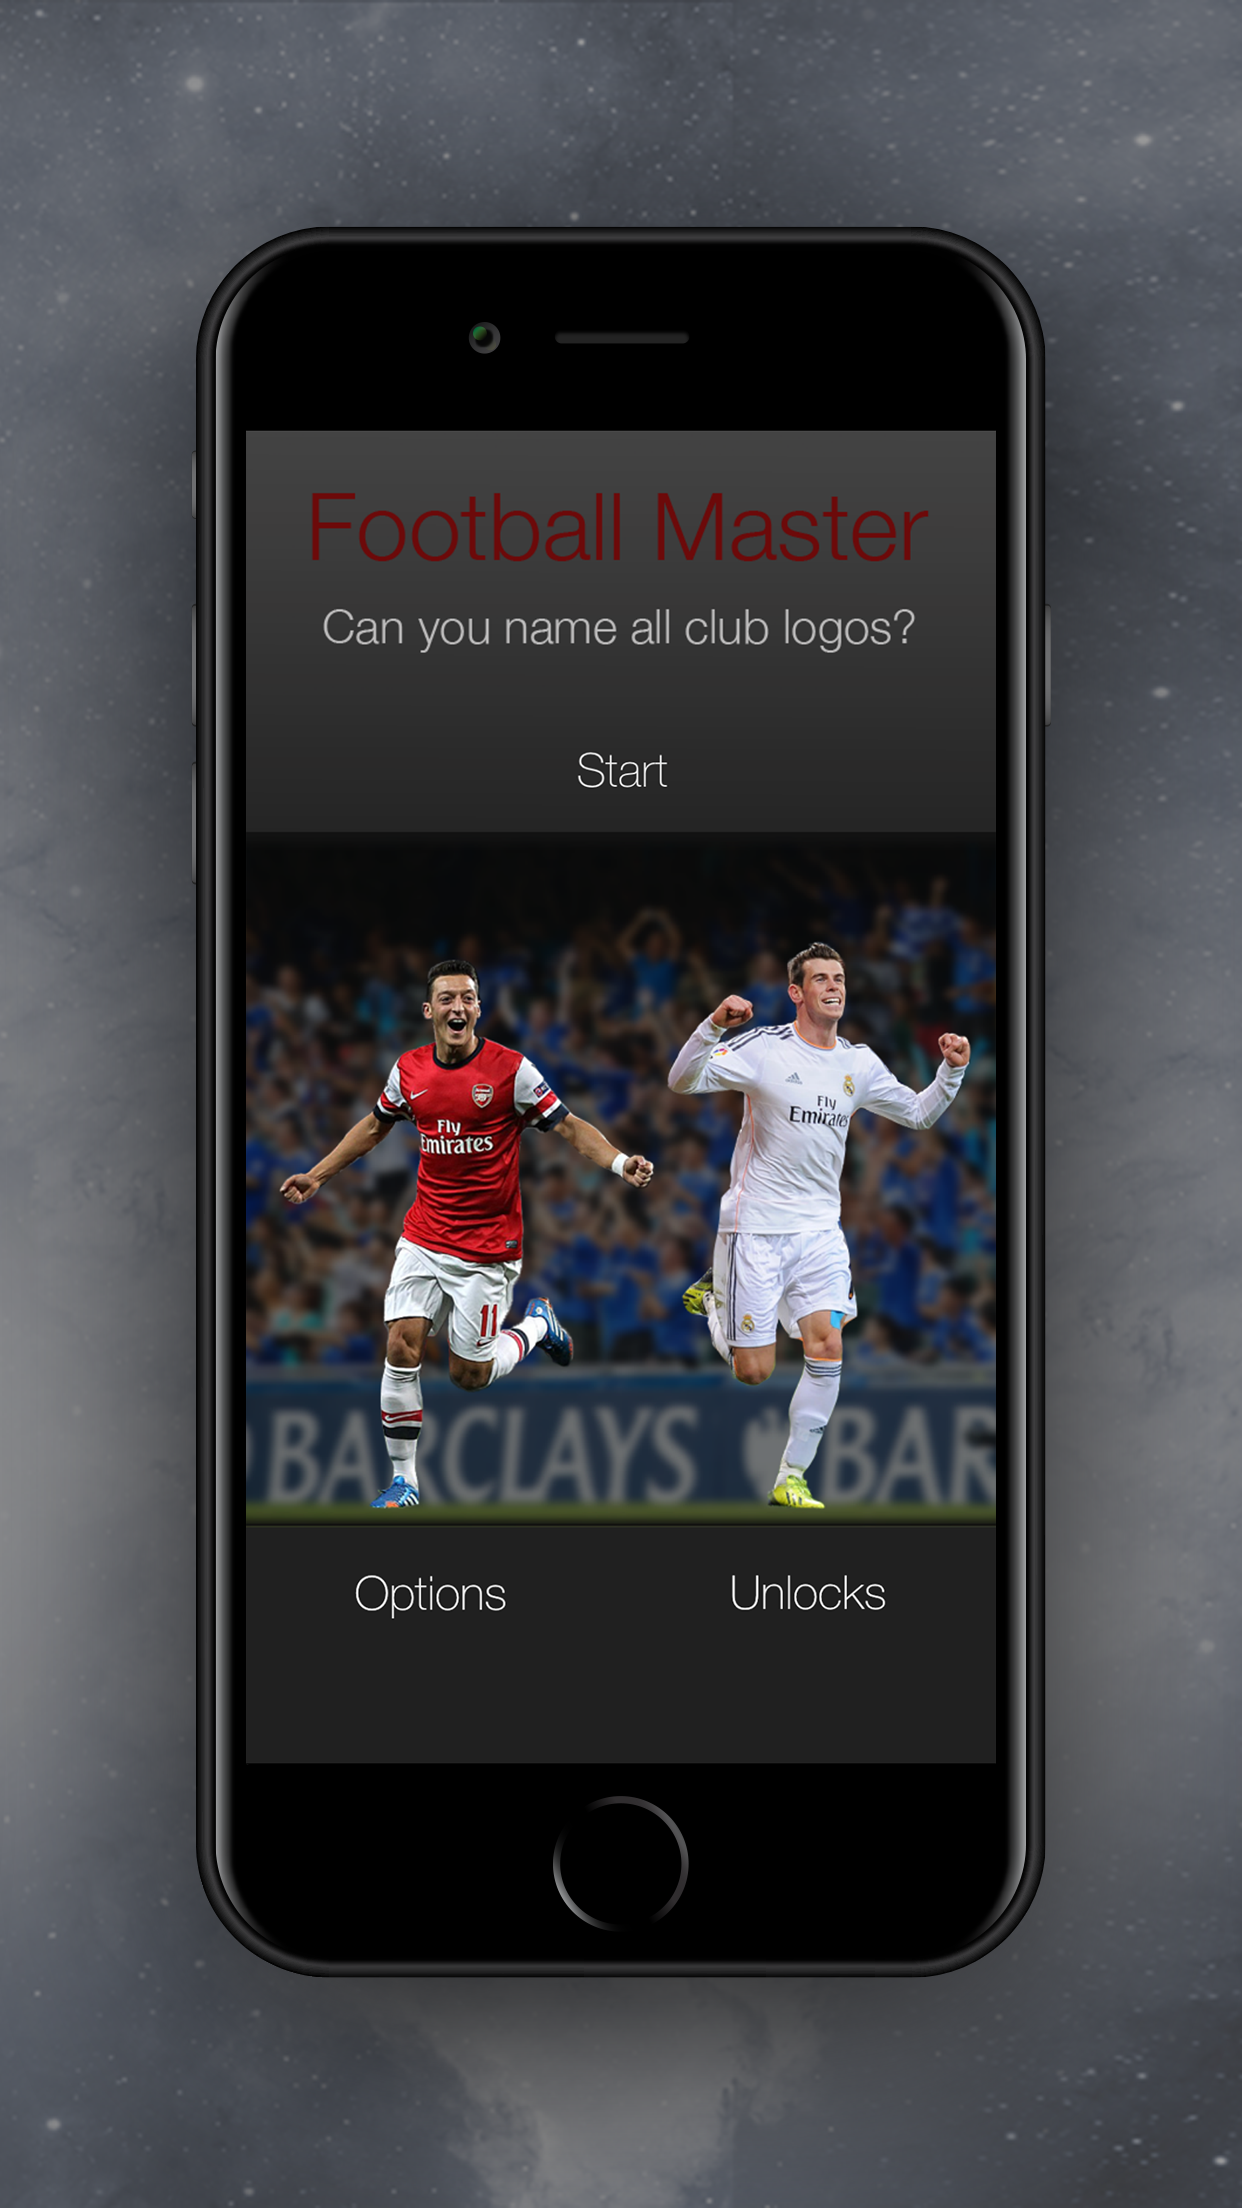 Football Master
Can you name all club logos?
Start
Fly
Emirates
Fly
Emirates
11
BARCLAYS
BAR
Options
Unlocks